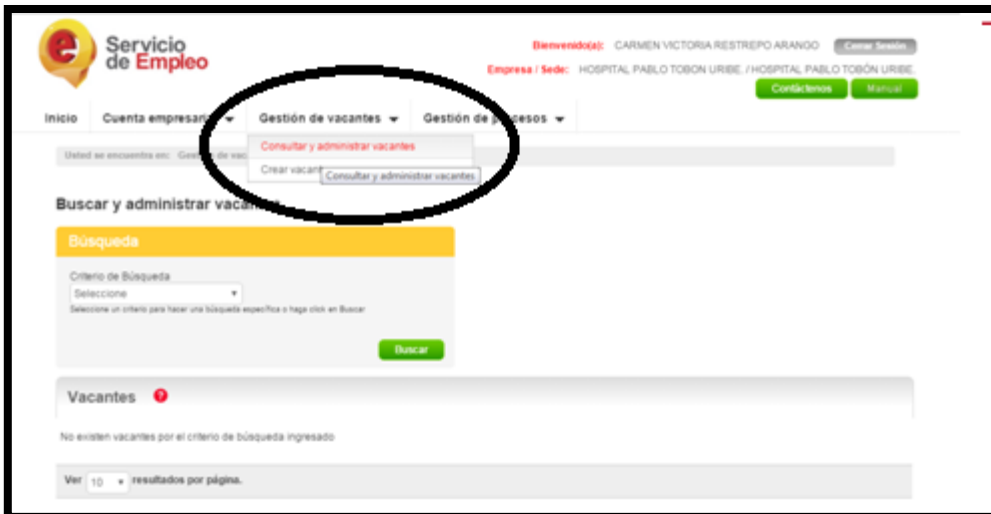 Servicio
de Empleo
Bienvenido(a): CARMEN VICTORIA RESTREPO ARANGO Cerrar Sesión
Empresa / Sede: HOSPITAL PABLO TOBON URIBE. / HOSPITAL PABLO TOBÓN URIBE.
Contáctenos Manual
Inicio Cuenta empresarial Gestión de vacantes Gestión de procesos
Consultar y administrar vacantes
Usted se encuentra en: Gestión de vac
Crear vacant
Consultar y administrar vacantes
Buscar y administrar vacantes
Búsqueda
Criterio de Búsqueda
Seleccione
Seleccione un criterio para hacer una búsqueda específica o haga click en Buscar
Buscar
Vacantes ?
No existen vacantes por el criterio de búsqueda ingresado
Ver 10 resultados por página.